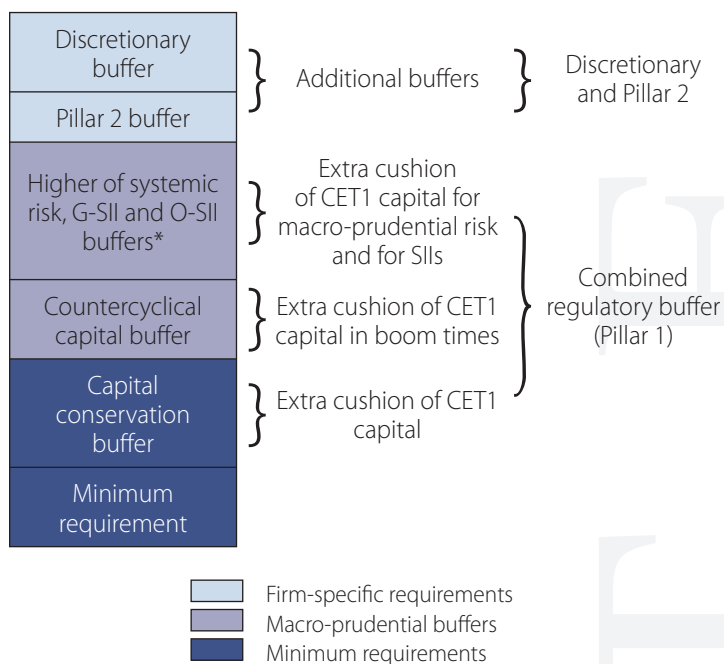 Discretionary
buffer
Pillar 2 buffer
Higher of systemic
risk, G-SII and O-SII
buffers*
Countercyclical
capital buffer
Capital
conservation
buffer
Minimum
requirement
Additional buffers
Extra cushion
of CET1 capital for
macro-prudential risk
and for SIIs
Extra cushion of CET1
capital in boom times
Extra cushion of CET1
capital
Discretionary
and Pillar 2
Combined
regulatory buffer
(Pillar 1)
Firm-specific requirements
Macro-prudential buffers
Minimum requirements